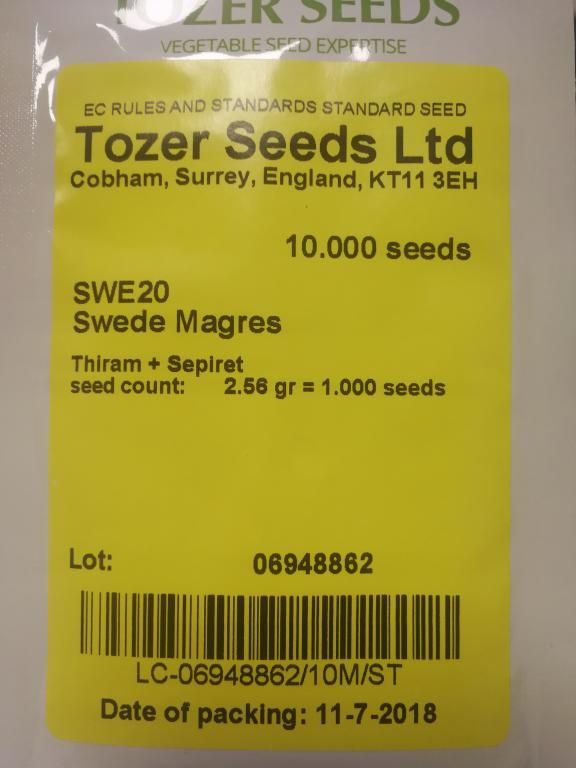 TOZER SEEDS
VEGETABLE SEED EXPERTISE
EC RULES AND STANDARDS STANDARD SEED
Tozer Seeds Ltd
Cobham, Surrey, England, KT11 3EH
10.000 seeds
SWE20
Swede Magres
Thiram + Sepiret
seed count: 2.56 gr = 1.000 seeds
Lot: 06948862
LC-06948862/10M/ST
Date of packing: 11-7-2018